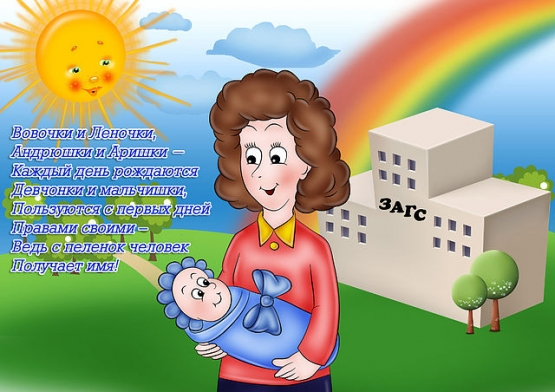 Вовочки и Леночки,
Андрюшки и Аришки —
Каждый день рождаются
Девчонки и мальчишки,
Пользуются с первых дней
Правами своими —
Ведь с пеленок человек
Получает имя!
ЗАГС